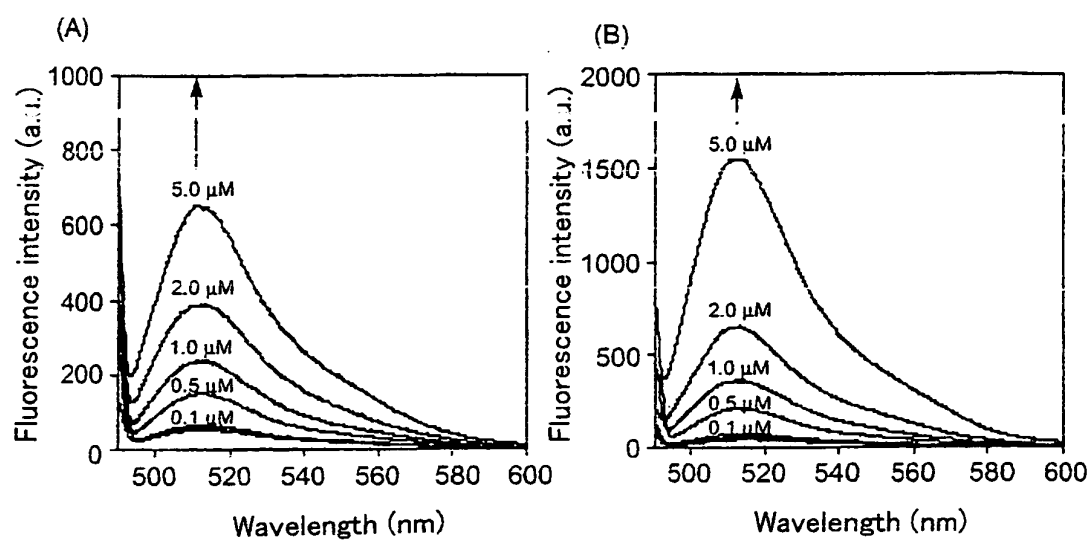 (A)
Fluorescence intensity (a.u.)
1000
800
600
400
200
0
5.0 µM
2.0 µM
1.0 µM
0.5 µM
0.1 µM
500 520 540 560 580 600
Wavelength (nm)
(B)
Fluorescence intensity (a.u.)
2000
1500
1000
500
0
5.0 µM
2.0 µM
1.0 µM
0.5 µM
0.1 µM
500 520 540 560 580 600
Wavelength (nm)